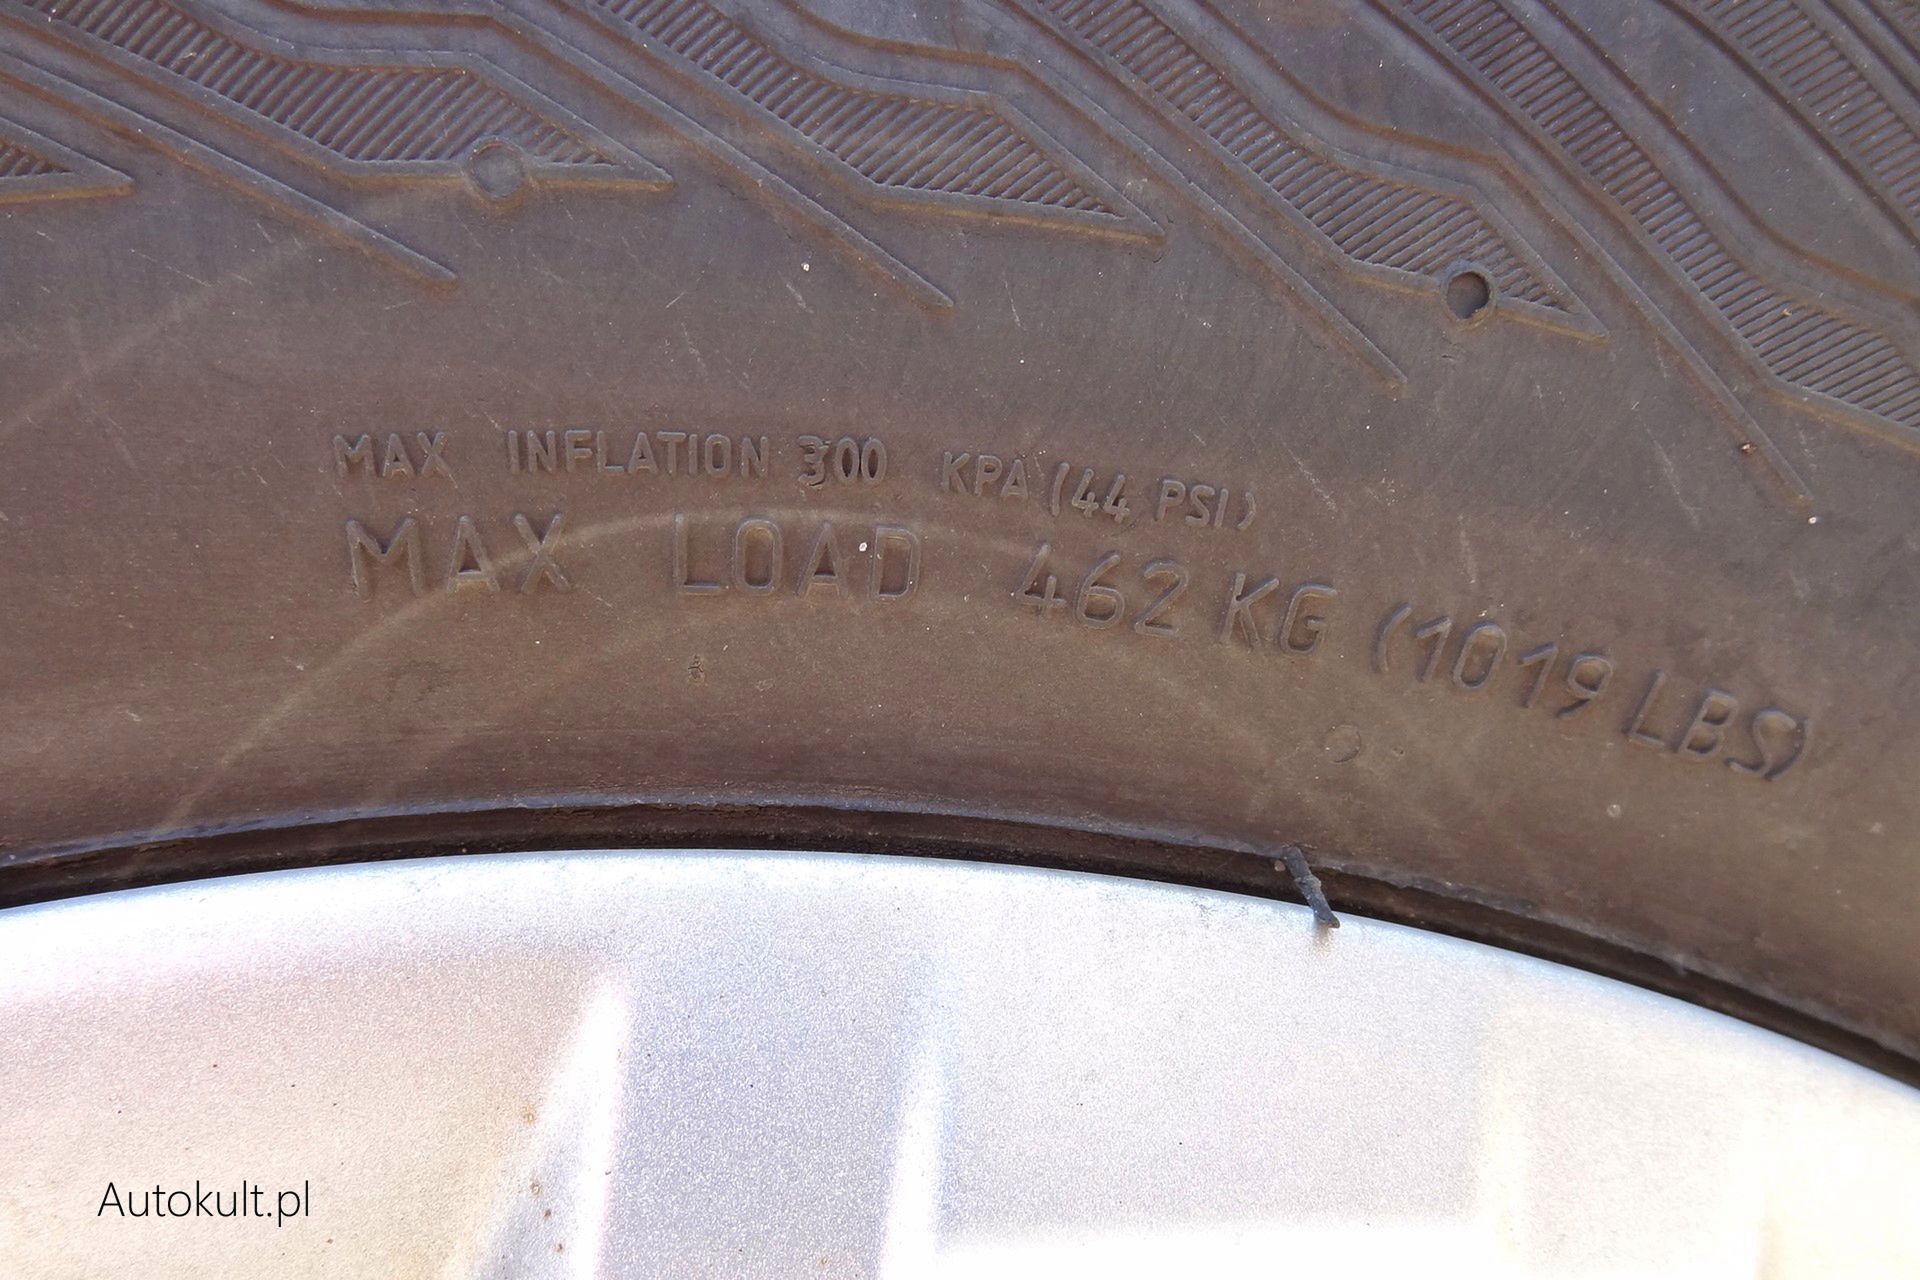 MAX INFLATION 300 KPA (44 PSI)
MAX LOAD 462 KG (1019 LBS)
Autokult.pl